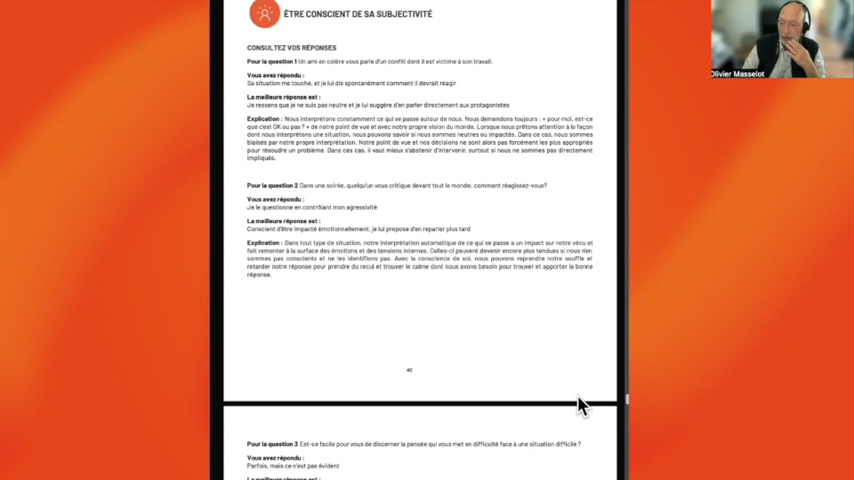 ÊTRE CONSCIENT DE SA SUBJECTIVITÉ
Olivier Masselot
CONSULTEZ VOS RÉPONSES
Pour la question 1 Un ami en colère vous parle d'un conflit dont il est victime à son travail.
Vous avez répondu :
Sa situation me touche, et je lui dis spontanément comment il devrait réagir
La meilleure réponse est :
Je ressens que je ne suis pas neutre et je lui suggère d'en parler directement aux protagonistes
Explication : Nous interprétons constamment ce qui se passe autour de nous. Nous demandons toujours : « pour moi, est-ce
que c'est OK ou pas ? » de notre point de vue et avec notre propre vision du monde. Lorsque nous prêtons attention à la façon
dont nous interprétons une situation, nous pouvons savoir si nous sommes neutres ou impactés. Dans ce cas, nous sommes
biaisés par notre propre interprétation. Notre point de vue et nos décisions ne sont alors pas forcément les plus appropriés
pour résoudre un problème. Dans ces cas, il vaut mieux s'abstenir d'intervenir, surtout si nous ne sommes pas directement
impliqués.
Pour la question 2 Dans une soirée, quelqu'un vous critique devant tout le monde; comment réagissez-vous?
Vous avez répondu :
Je le questionne en contrôlant mon agressivité
La meilleure réponse est :
Conscient d'être impacté émotionnellement, je lui propose d'en reparler plus tard
Explication : Dans tout type de situation, notre interprétation automatique de ce qui se passe a un impact sur notre vécu et
fait remonter à la surface des émotions et des tensions internes. Celles-ci peuvent devenir encore plus tendues si nous n'en
sommes pas conscients et ne les identifions pas. Avec la conscience de soi, nous pouvons reprendre notre souffle et
retarder notre réponse pour prendre du recul et trouver le calme dont nous avons besoin pour trouver et apporter la bonne
réponse.
Pour la question 3 Est-ce facile pour vous de discerner la pensée qui vous met en difficulté face à une situation difficile ?
Vous avez répondu :
Parfois, mais ce n'est pas évident